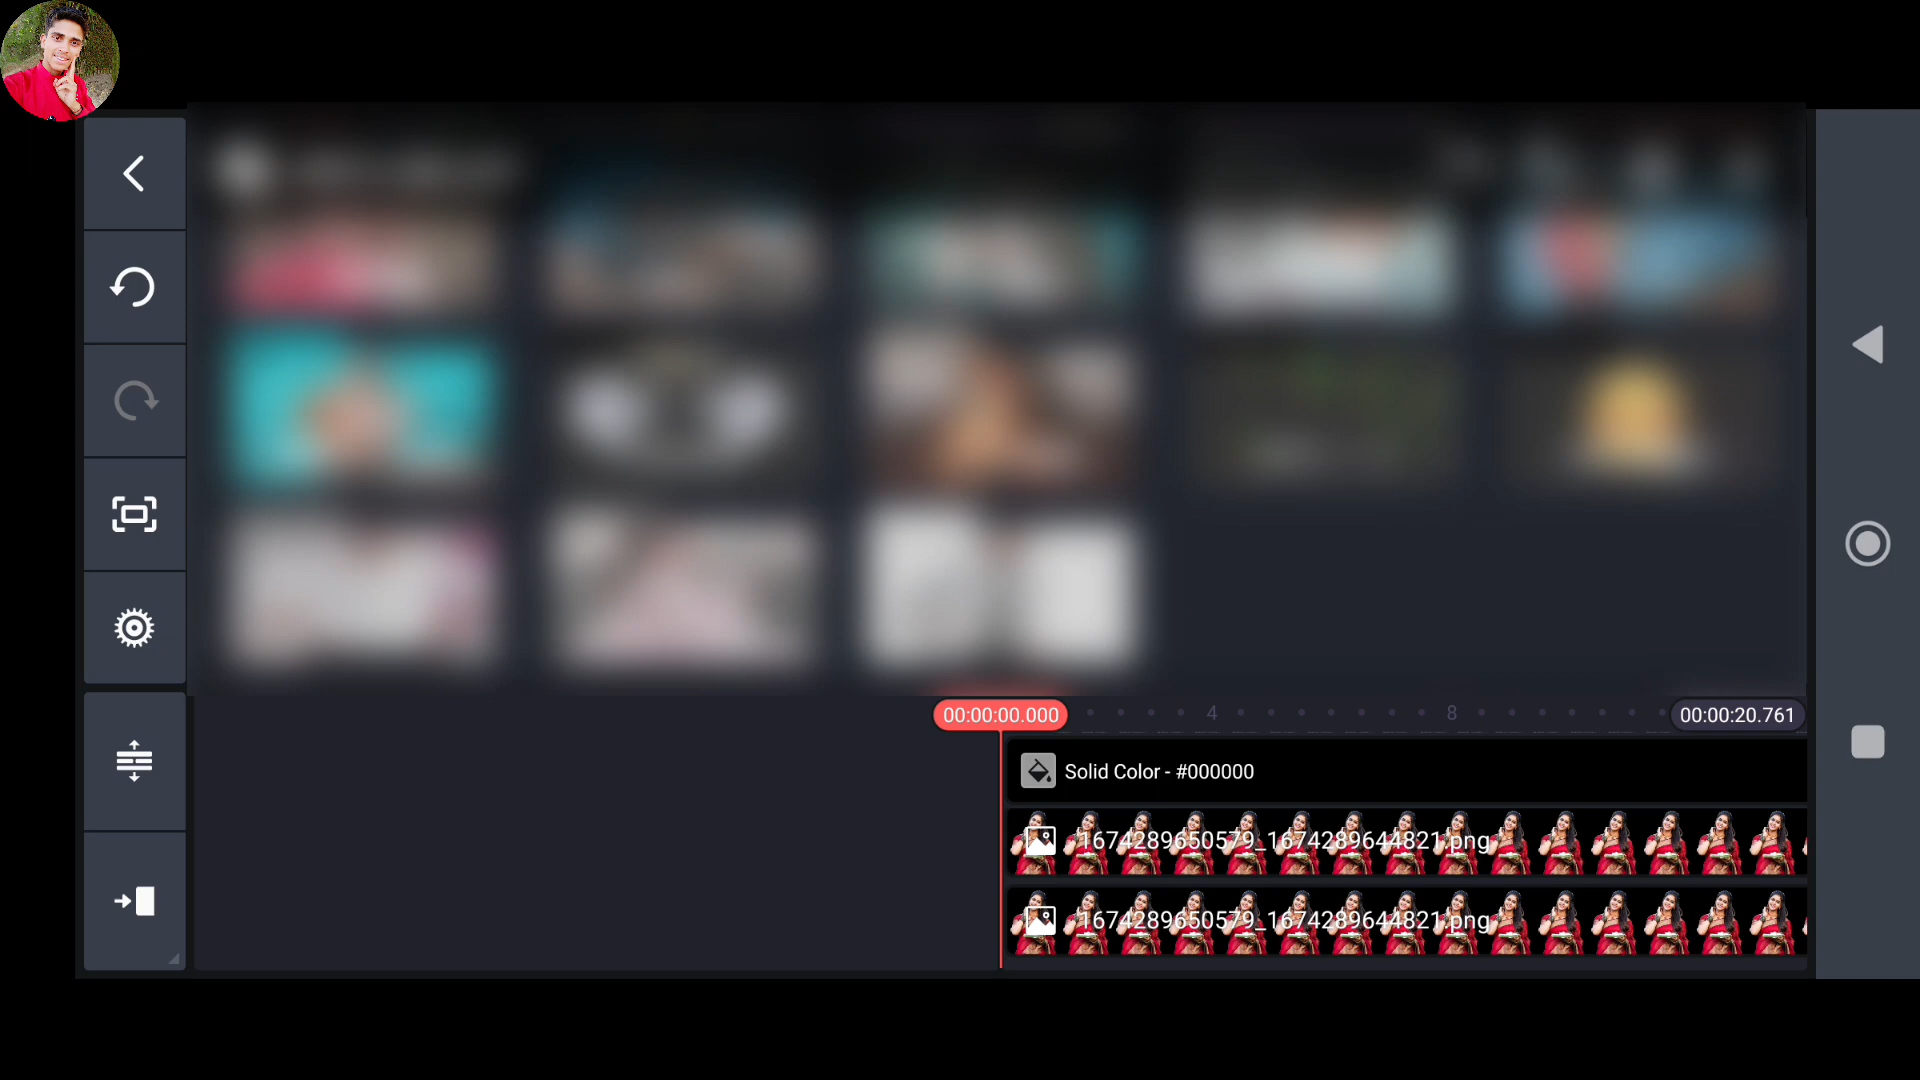 00:00:00.000
4
8
00:00:20.761
Solid Color - #000000
1674289650579_1674289644821.png
1674289650579_1674289644821.png